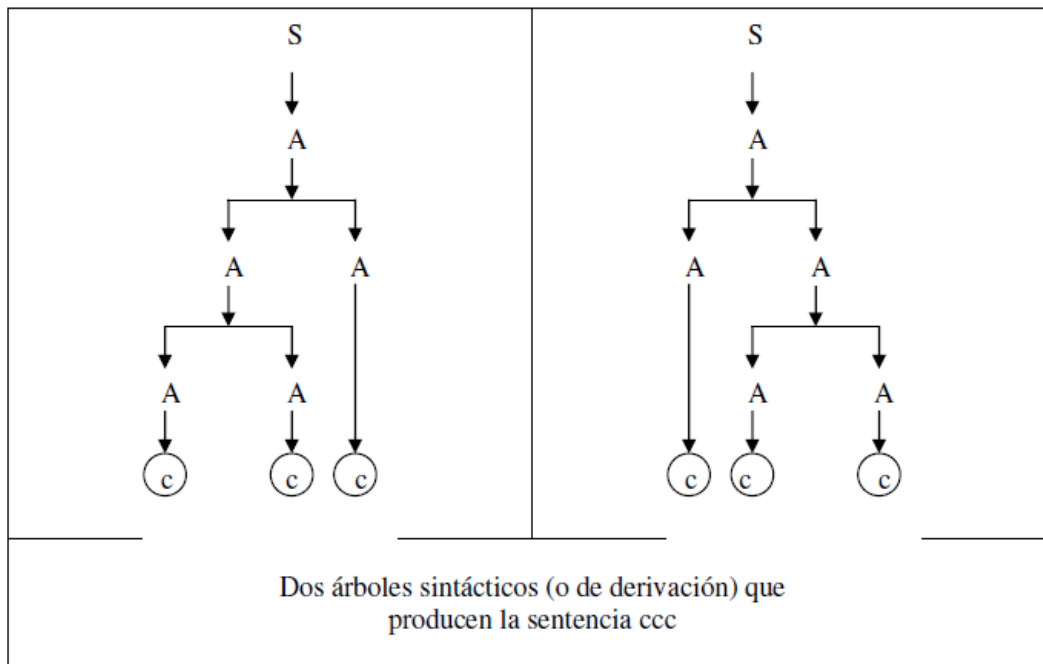 S S
A A
A A A A
A A A A
c c c c c c
Dos árboles sintácticos (o de derivación) que
producen la sentencia ccc